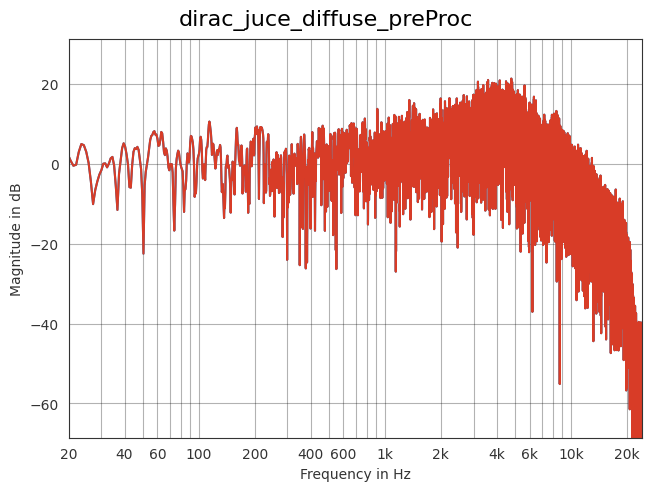 dirac_juce_diffuse_preProc
Magnitude in dB
20
0
−20
−40
−60
20 40 60 100 200 400 600 1k 2k 4k 6k 10k 20k
Frequency in Hz